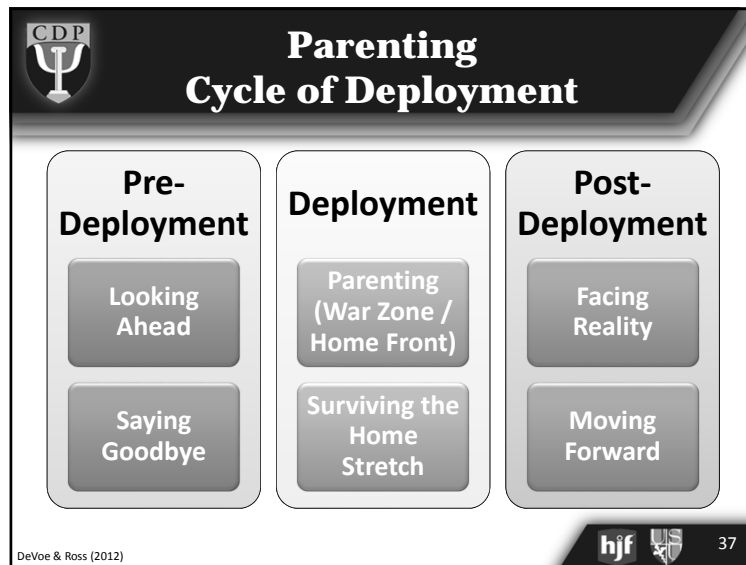 CDP
Parenting
Cycle of Deployment
Pre-
Deployment
Looking
Ahead
Saying
Goodbye
Deployment
Parenting
(War Zone /
Home Front)
Surviving the
Home
Stretch
Post-
Deployment
Facing
Reality
Moving
Forward
DeVoe & Ross (2012)
hjf
US
37